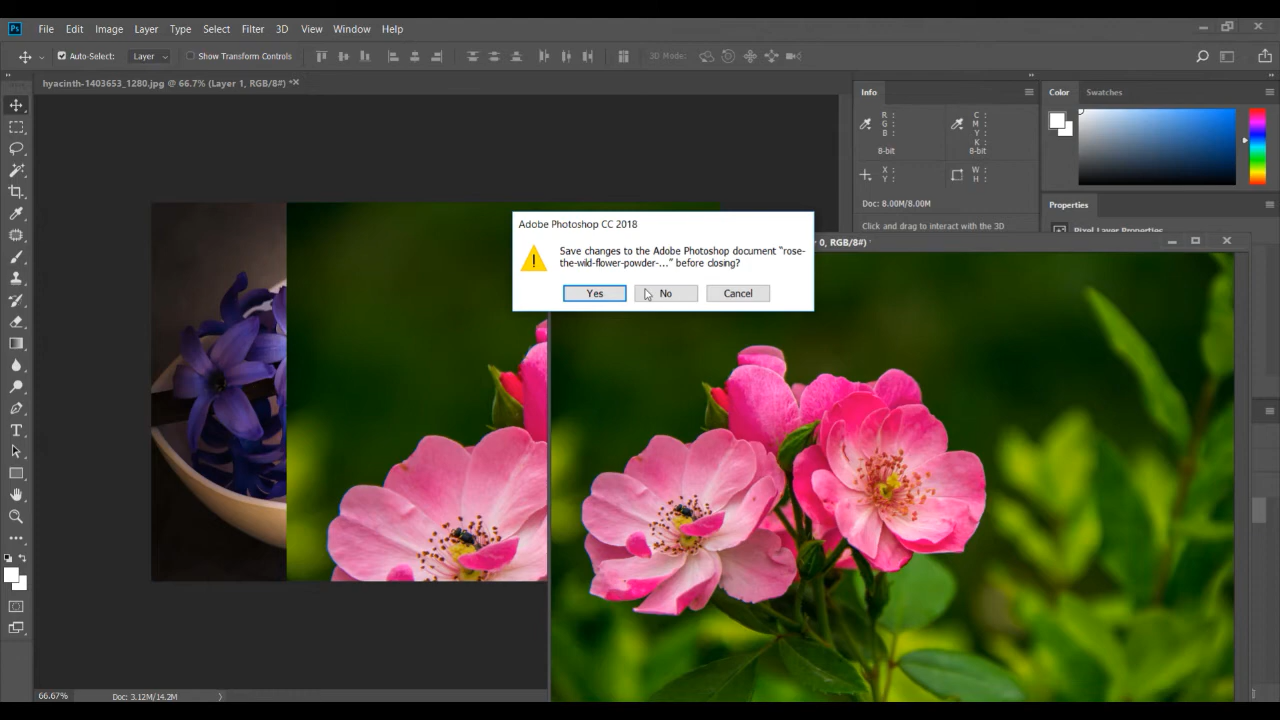 Ps File Edit Image Layer Type Select Filter 3D View Window Help
Auto-Select: Layer Show Transform Controls 3D Mode:
hyacinth-1403653_1280.jpg @ 66.7% (Layer 1, RGB/8#) *
Info
R :
G :
B :
8-bit
C :
M :
Y :
K :
8-bit
X :
Y :
W :
H :
Doc: 8.00M/8.00M
Click and drag to interact with the 3D
Color Swatches
Properties
Pixel Layer Properties
0, RGB/8#) *
Adobe Photoshop CC 2018
Save changes to the Adobe Photoshop document “rose-
the-wild-flower-powder-...” before closing?
Yes No Cancel
66.67% Doc: 3.12M/14.2M